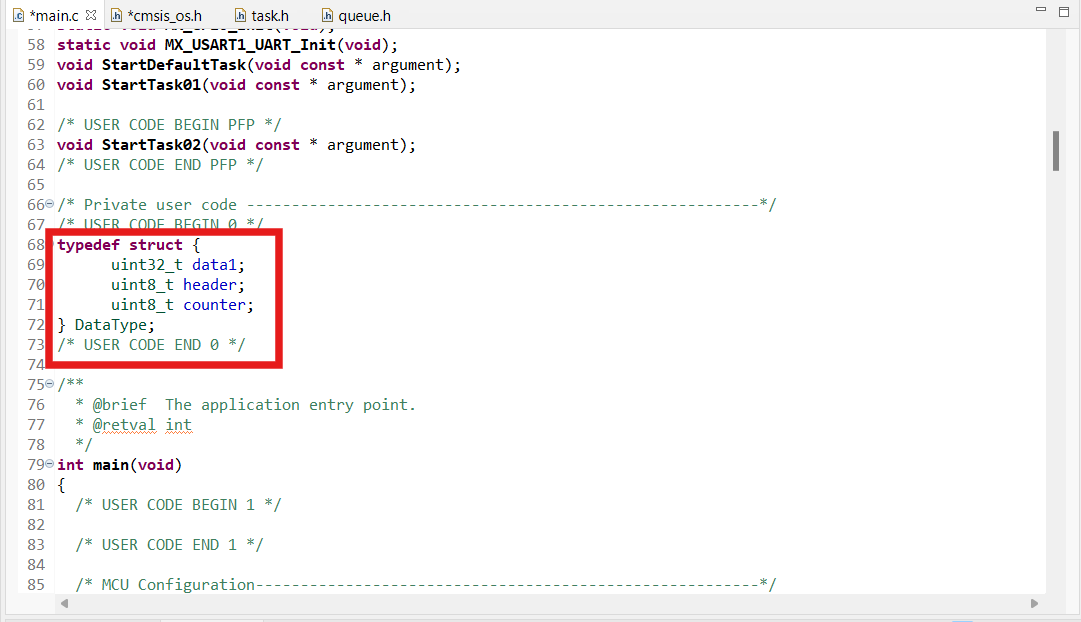 *main.c *cmsis_os.h task.h queue.h
58 static void MX_USART1_UART_Init(void);
59 void StartDefaultTask(void const * argument);
60 void StartTask01(void const * argument);
61
62 /* USER CODE BEGIN PFP */
63 void StartTask02(void const * argument);
64 /* USER CODE END PFP */
65
66 /* Private user code ---------------------------------------------------------*/
67 /* USER CODE BEGIN 0 */
68 typedef struct {
69 uint32_t data1;
70 uint8_t header;
71 uint8_t counter;
72 } DataType;
73 /* USER CODE END 0 */
74
75 /**
76 * @brief The application entry point.
77 * @retval int
78 */
79 int main(void)
80 {
81 /* USER CODE BEGIN 1 */
82
83 /* USER CODE END 1 */
84
85 /* MCU Configuration--------------------------------------------------------*/